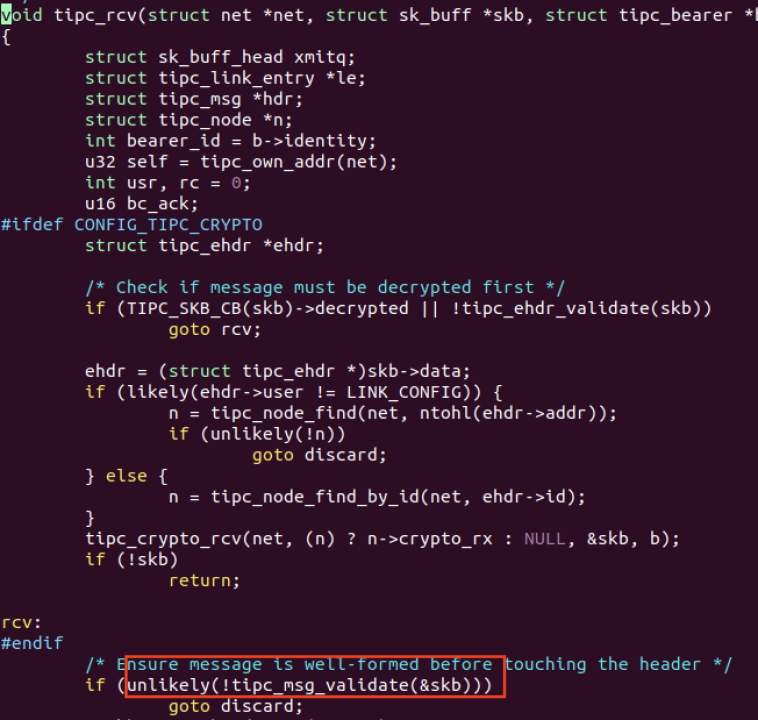 */
void tipc_rcv(struct net *net, struct sk_buff *skb, struct tipc_bearer *
{
struct sk_buff_head xmitq;
struct tipc_link_entry *le;
struct tipc_msg *hdr;
struct tipc_node *n;
int bearer_id = b->identity;
u32 self = tipc_own_addr(net);
int usr, rc = 0;
u16 bc_ack;
#ifdef CONFIG_TIPC_CRYPTO
struct tipc_ehdr *ehdr;
/* Check if message must be decrypted first */
if (TIPC_SKB_CB(skb)->decrypted || !tipc_ehdr_validate(skb))
goto rcv;
ehdr = (struct tipc_ehdr *)skb->data;
if (likely(ehdr->user != LINK_CONFIG)) {
n = tipc_node_find(net, ntohl(ehdr->addr));
if (unlikely(!n))
goto discard;
} else {
n = tipc_node_find_by_id(net, ehdr->id);
}
tipc_crypto_rcv(net, (n) ? n->crypto_rx : NULL, &skb, b);
if (!skb)
return;
rcv:
#endif
/* Ensure message is well-formed before touching the header */
if (unlikely(!tipc_msg_validate(&skb)))
goto discard;